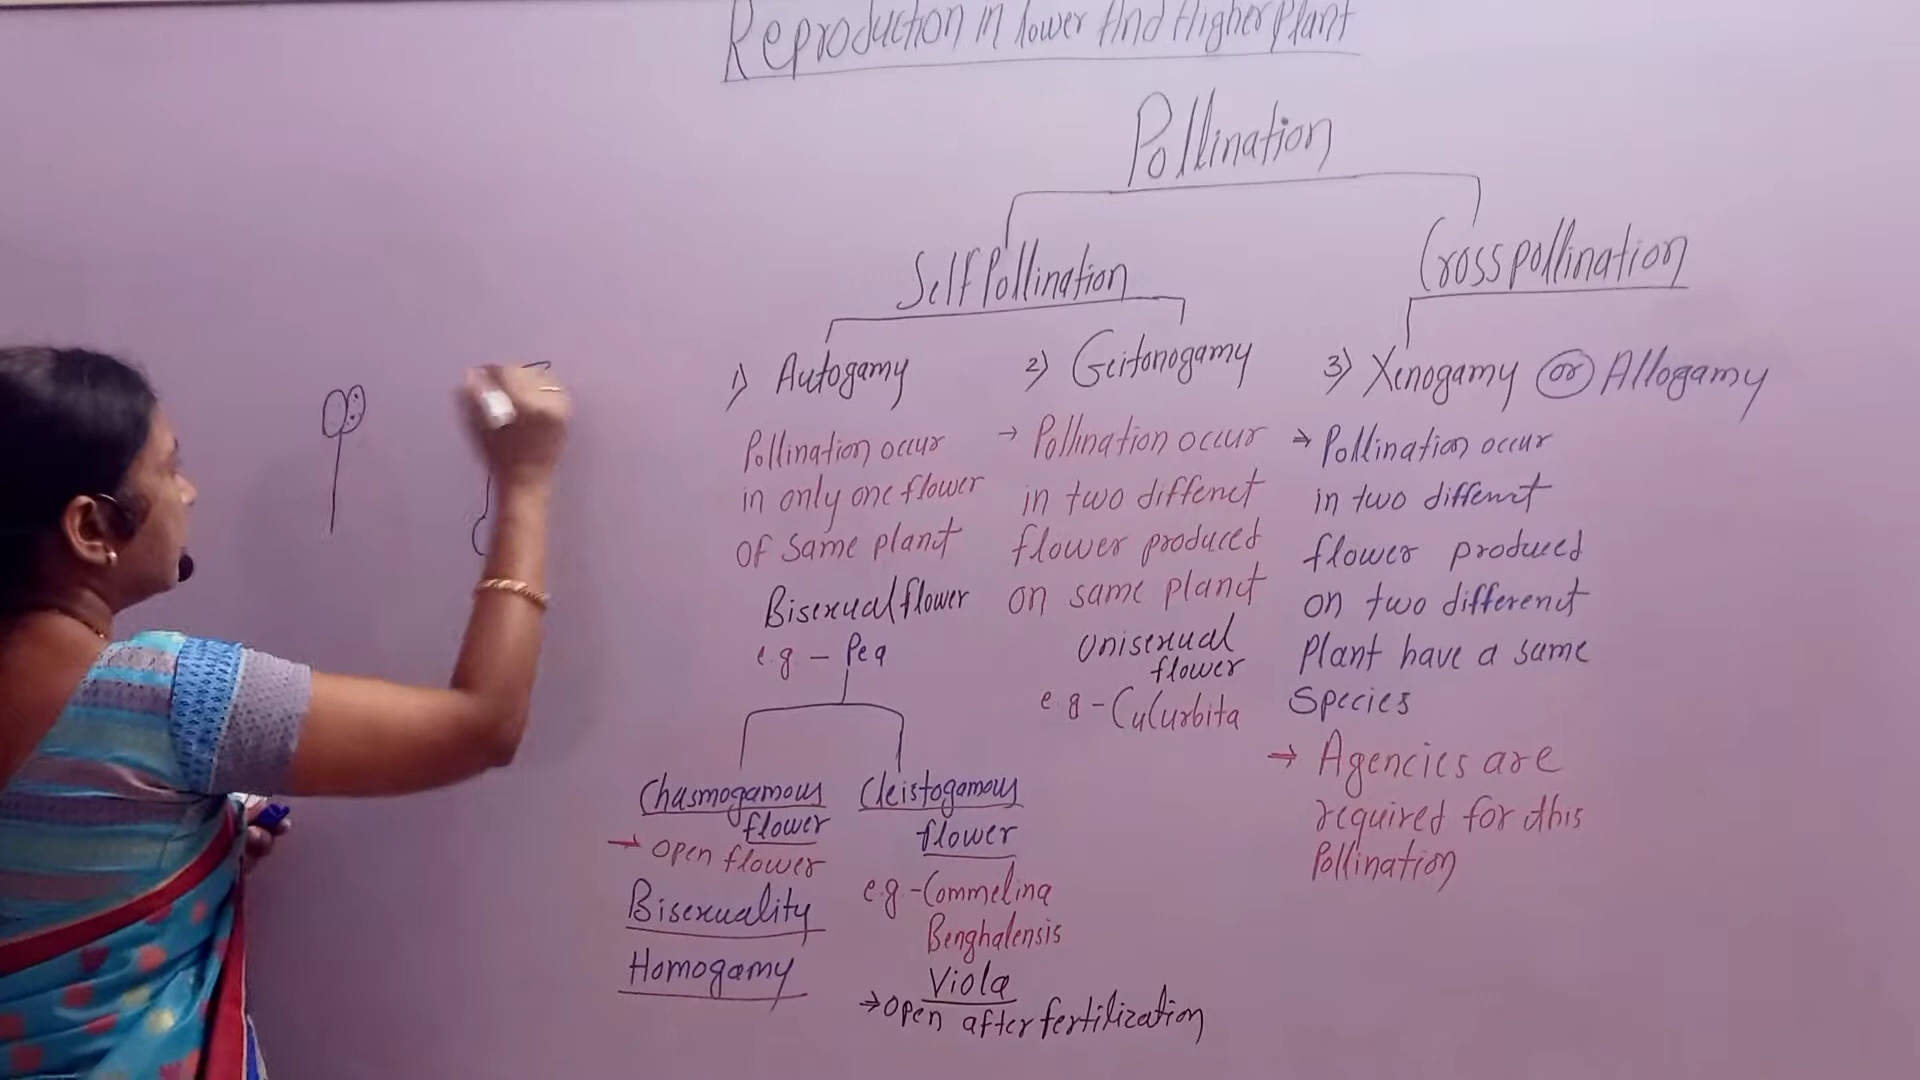 Reproduction in lower And Higher Plant
Pollination
Self Pollination
Cross pollination
1) Autogamy
Pollination occur
in only one flower
of same planct
Bisexual flower
e.g – Pea
Chasmogamous
flower
→ open flower
Bisexuality
Homogamy
Cleistogamous
flower
e.g.-Commelina
Benghalensis
Viola
→ open after fertilization
2) Geitonogamy
→ Pollination occur
in two diffenct
flower produced
on same planct
Unisexual
flower
e.g – Cucurbita
3) Xenogamy or Allogamy
→ Pollination occur
in two differnt
flower produced
on two differenct
Plant have a same
Species
→ Agencies are
required for this
Pollination